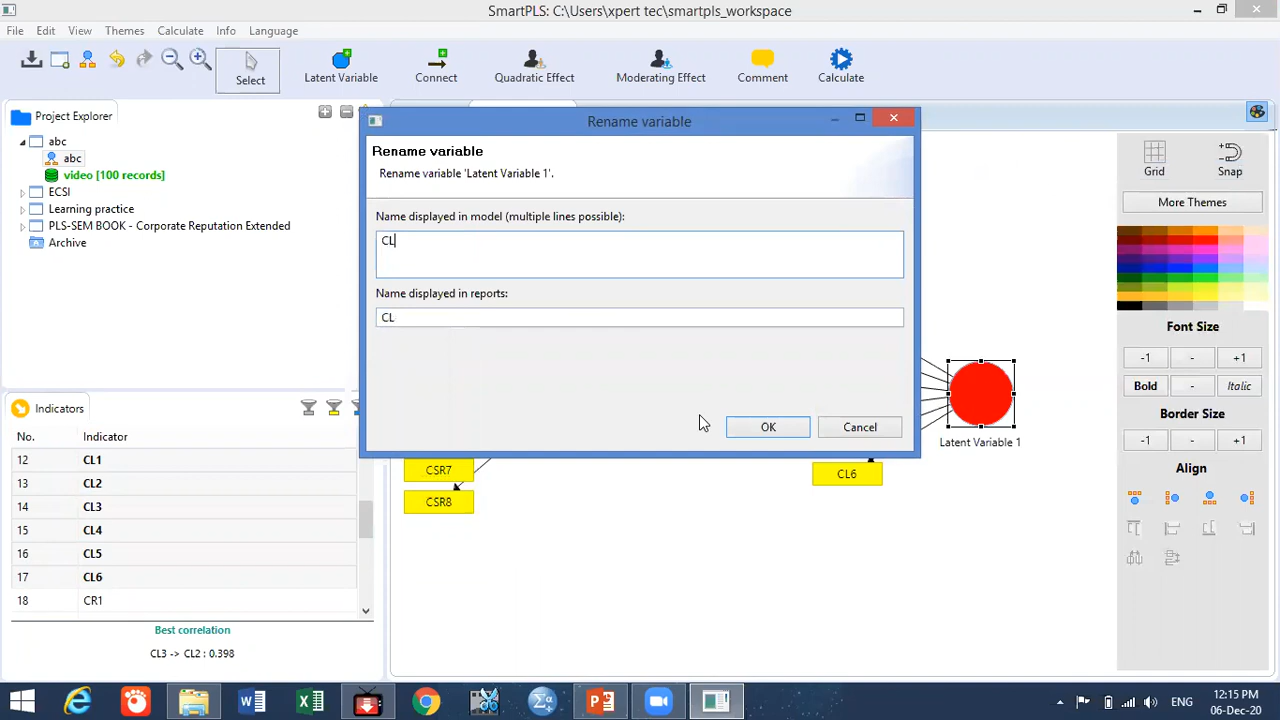 SmartPLS: C:\Users\xpert tec\smartpls_workspace
File Edit View Themes Calculate Info Language
Select
Latent Variable
Connect
Quadratic Effect
Moderating Effect
Comment
Calculate
Project Explorer
abc
abc
video [100 records]
ECSI
Learning practice
PLS-SEM BOOK - Corporate Reputation Extended
Archive
Rename variable
Rename variable
Rename variable 'Latent Variable 1'.
Name displayed in model (multiple lines possible):
CL
Name displayed in reports:
CL
OK
Cancel
Latent Variable 1
CSR7
CSR8
CL6
Grid
Snap
More Themes
Font Size
-1 - +1
Bold - Italic
Border Size
-1 - +1
Align
Indicators
No. Indicator
12 CL1
13 CL2
14 CL3
15 CL4
16 CL5
17 CL6
18 CR1
Best correlation
CL3 -> CL2 : 0.398
ENG
12:15 PM
06-Dec-20